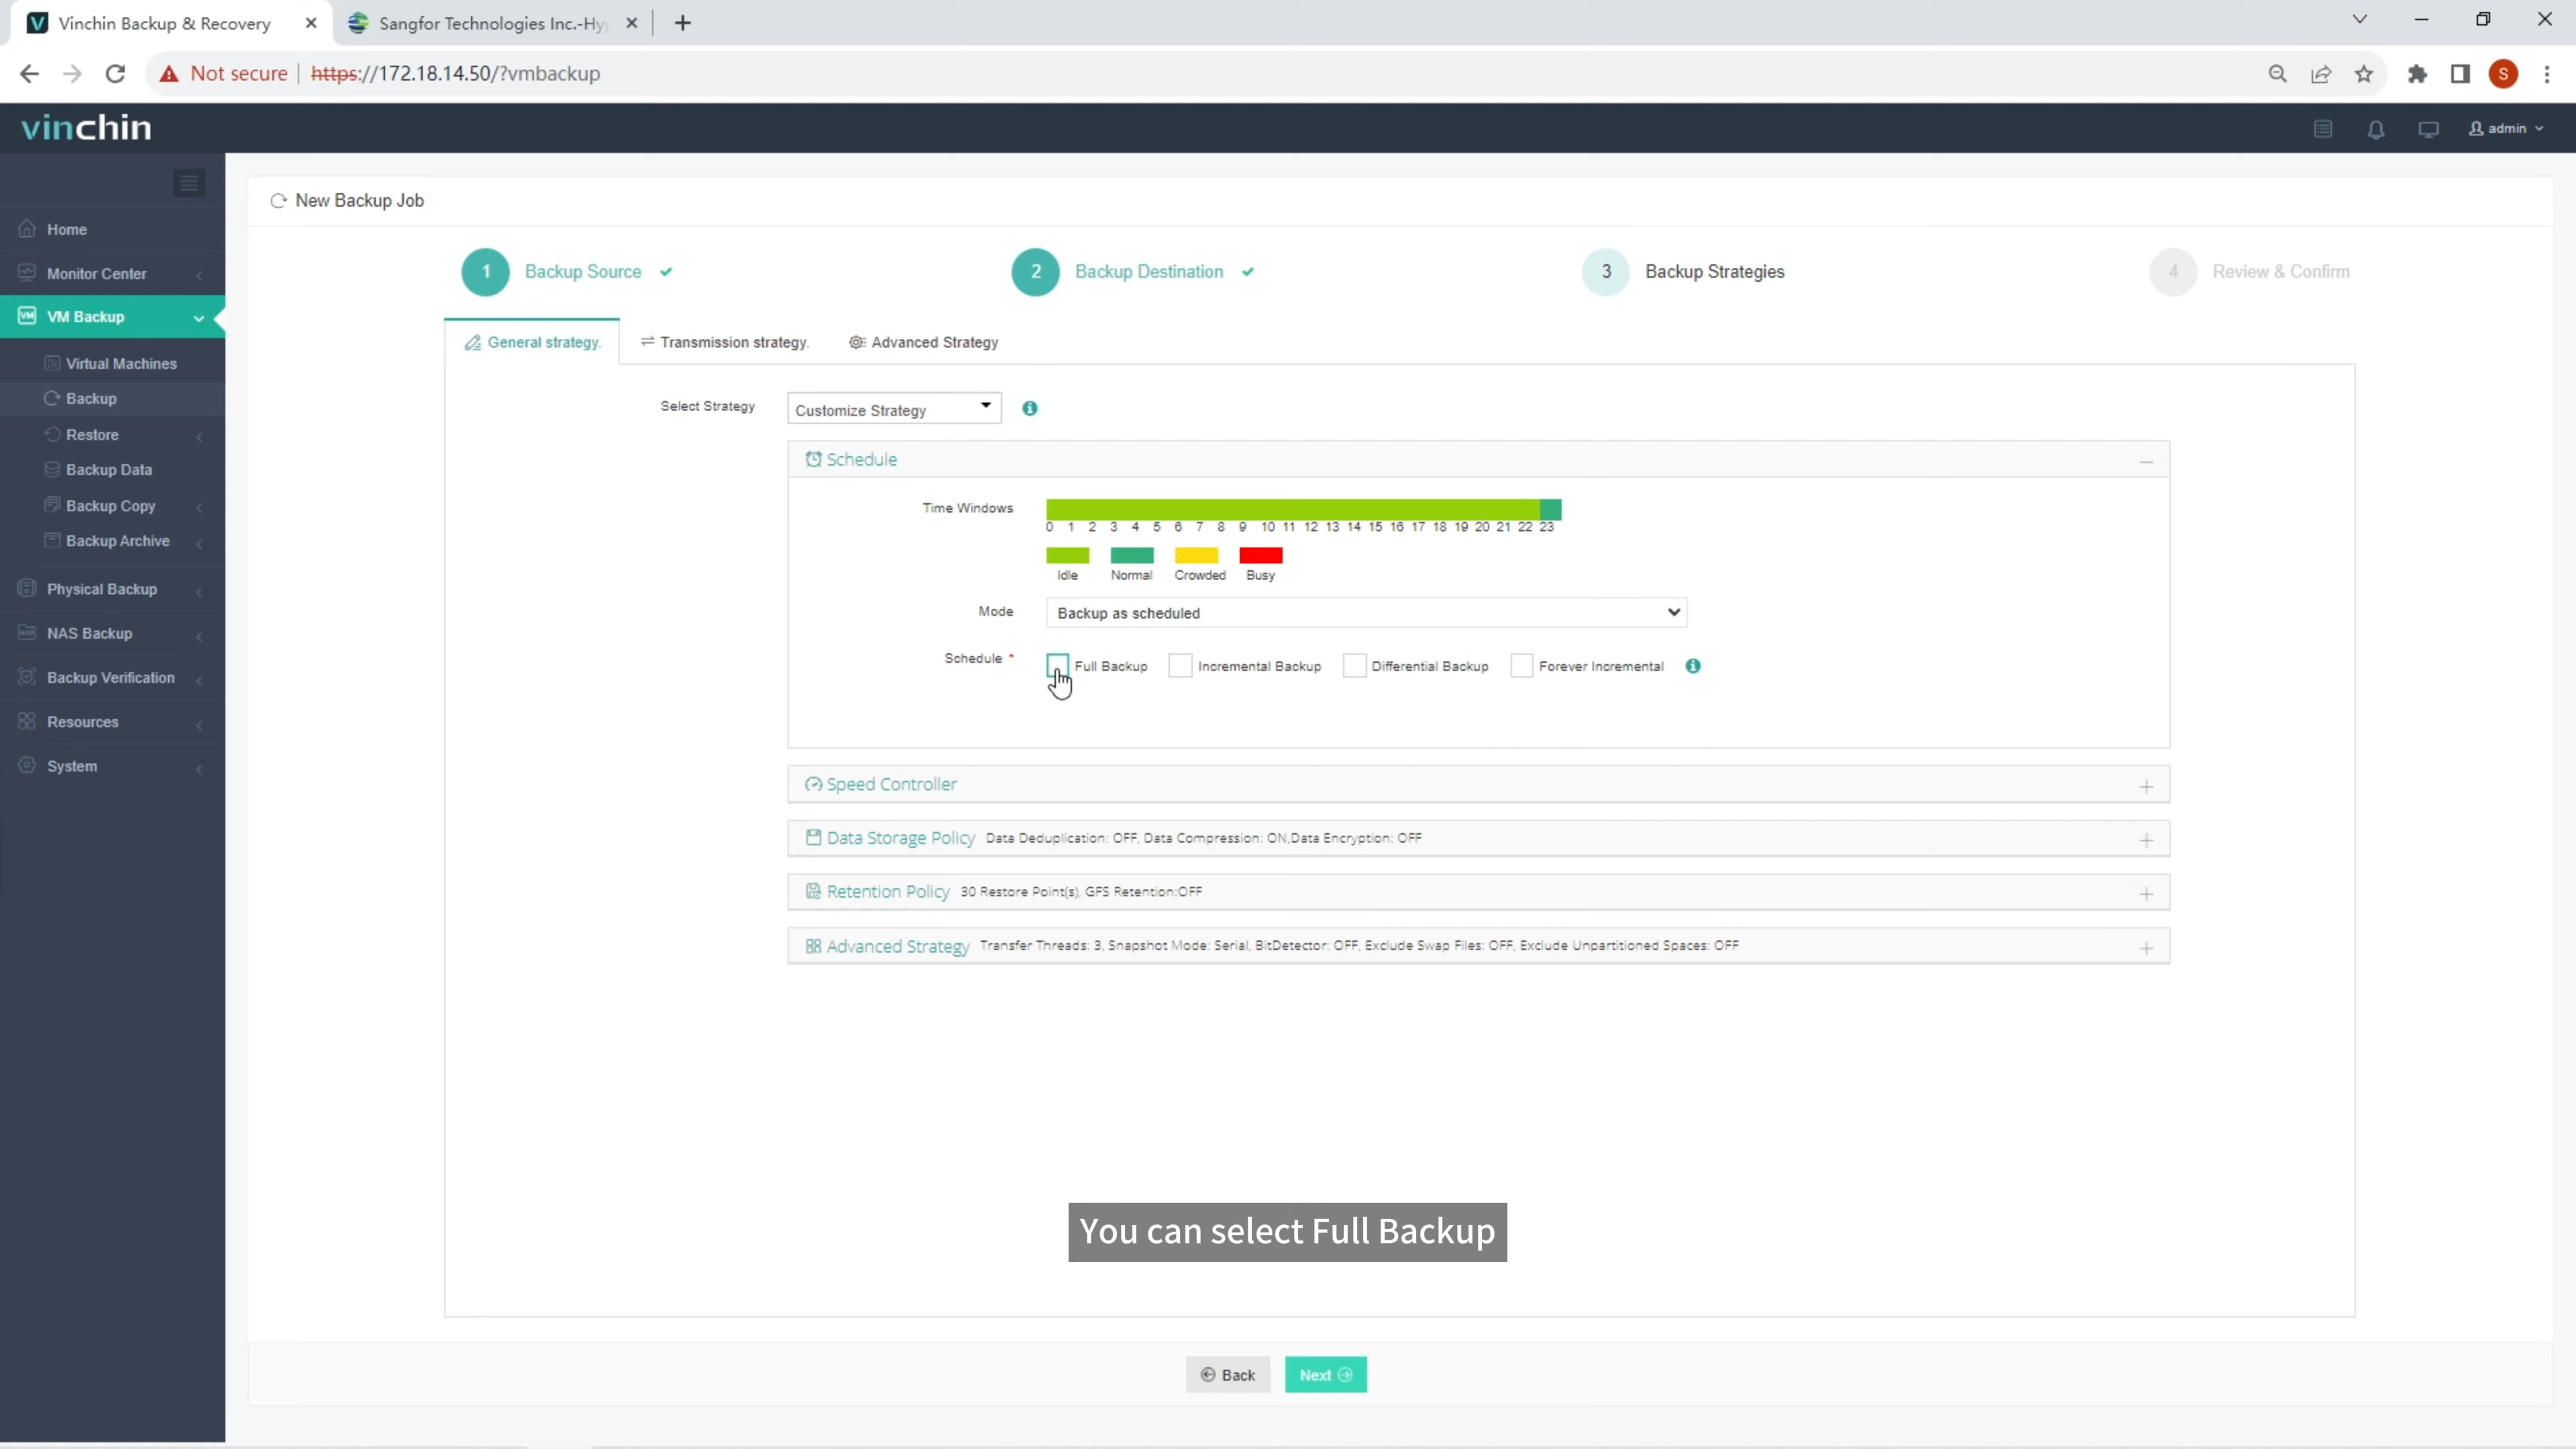 Vinchin Backup & Recovery
Sangfor Technologies Inc.-Hy
Not secure
https://172.18.14.50/?vmbackup
S
vinchin
admin
New Backup Job
Home
Monitor Center
VM Backup
Virtual Machines
Backup
Restore
Backup Data
Backup Copy
Backup Archive
Physical Backup
NAS Backup
Backup Verification
Resources
System
1 Backup Source
2 Backup Destination
3 Backup Strategies
4 Review & Confirm
General strategy.
Transmission strategy.
Advanced Strategy
Select Strategy
Customize Strategy
Schedule
Time Windows
0 1 2 3 4 5 6 7 8 9 10 11 12 13 14 15 16 17 18 19 20 21 22 23
Idle Normal Crowded Busy
Mode
Backup as scheduled
Schedule *
Full Backup
Incremental Backup
Differential Backup
Forever Incremental
Speed Controller
Data Storage Policy Data Deduplication: OFF, Data Compression: ON,Data Encryption: OFF
Retention Policy 30 Restore Point(s), GFS Retention:OFF
Advanced Strategy Transfer Threads: 3, Snapshot Mode: Serial, BitDetector: OFF, Exclude Swap Files: OFF, Exclude Unpartitioned Spaces: OFF
You can select Full Backup
Back
Next